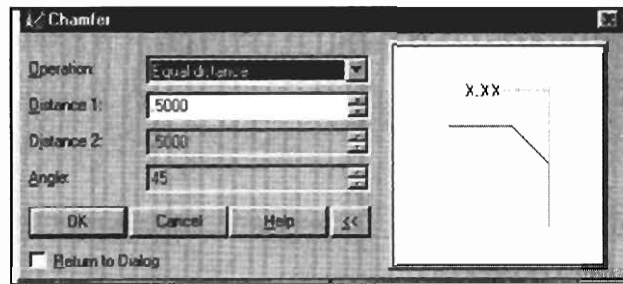 Chamfer
Operation: Equal distance
Distance 1: .5000
Distance 2: .5000
Angle: 45
OK Cancel Help <<
Return to Dialog
X.XX